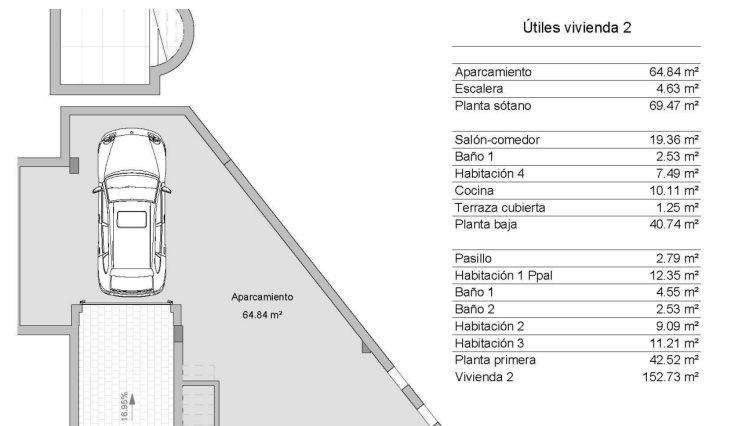 Útiles vivienda 2
Aparcamiento 64.84 m²
Escalera 4.63 m²
Planta sótano 69.47 m²
Salón-comedor 19.36 m²
Baño 1 2.53 m²
Habitación 4 7.49 m²
Cocina 10.11 m²
Terraza cubierta 1.25 m²
Planta baja 40.74 m²
Pasillo 2.79 m²
Habitación 1 Ppal 12.35 m²
Baño 1 4.55 m²
Baño 2 2.53 m²
Habitación 2 9.09 m²
Habitación 3 11.21 m²
Planta primera 42.52 m²
Vivienda 2 152.73 m²
Aparcamiento
64.84 m²
16.95%